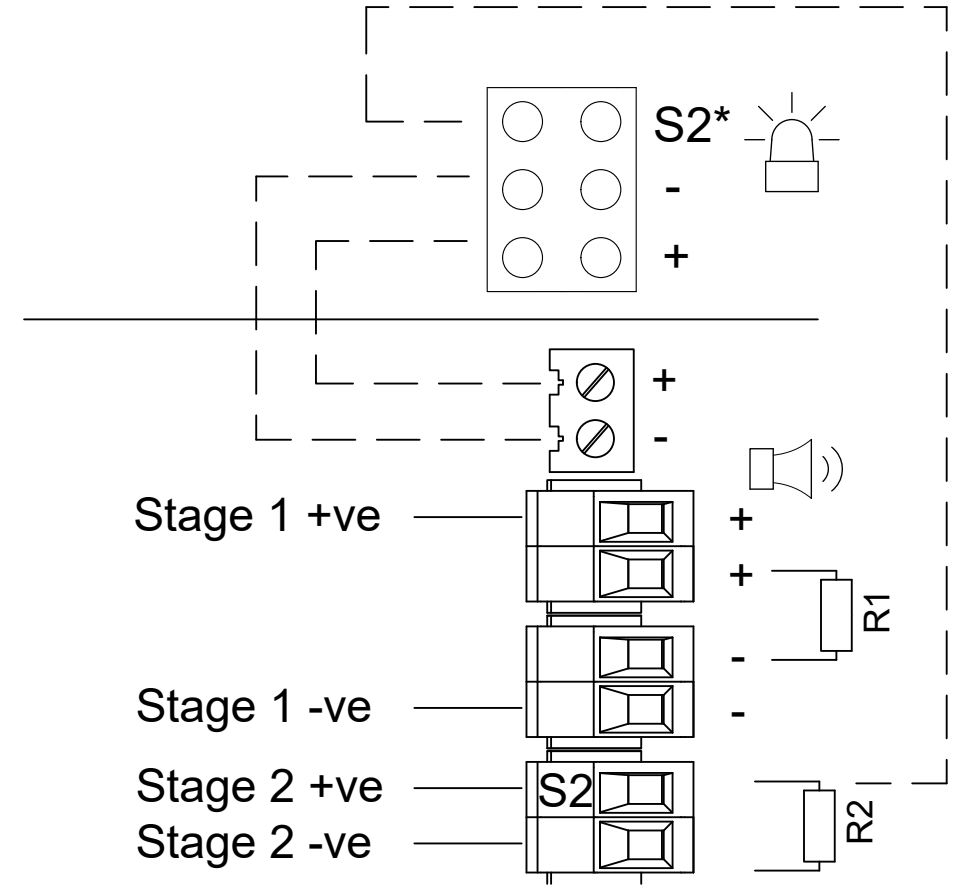 S2*
-
+
+
-
Stage 1 +ve
+
+
R1
-
Stage 1 -ve
-
Stage 2 +ve
S2
R2
Stage 2 -ve